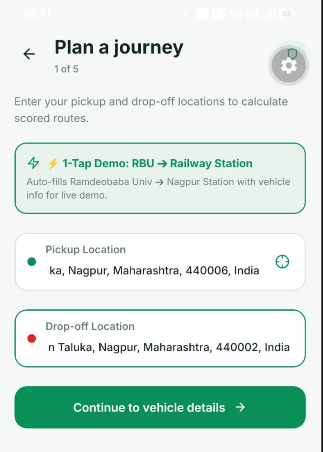 Plan a journey
1 of 5
Enter your pickup and drop-off locations to calculate
scored routes.
⚡ 1-Tap Demo: RBU ➔ Railway Station
Auto-fills Ramdeobaba Univ ➔ Nagpur Station with vehicle
info for live demo.
Pickup Location
ka, Nagpur, Maharashtra, 440006, India
Drop-off Location
n Taluka, Nagpur, Maharashtra, 440002, India
Continue to vehicle details →